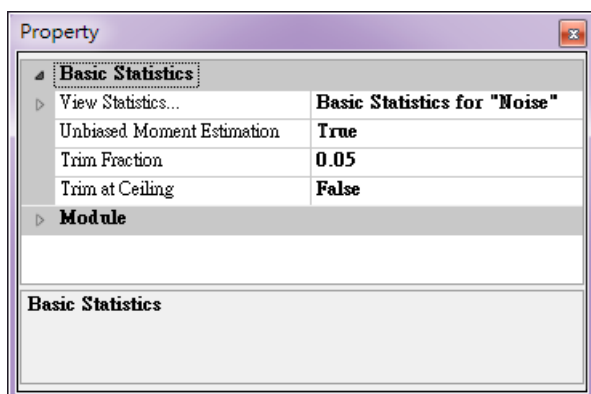 Property
Basic Statistics
View Statistics... Basic Statistics for "Noise"
Unbiased Moment Estimation True
Trim Fraction 0.05
Trim at Ceiling False
Module
Basic Statistics